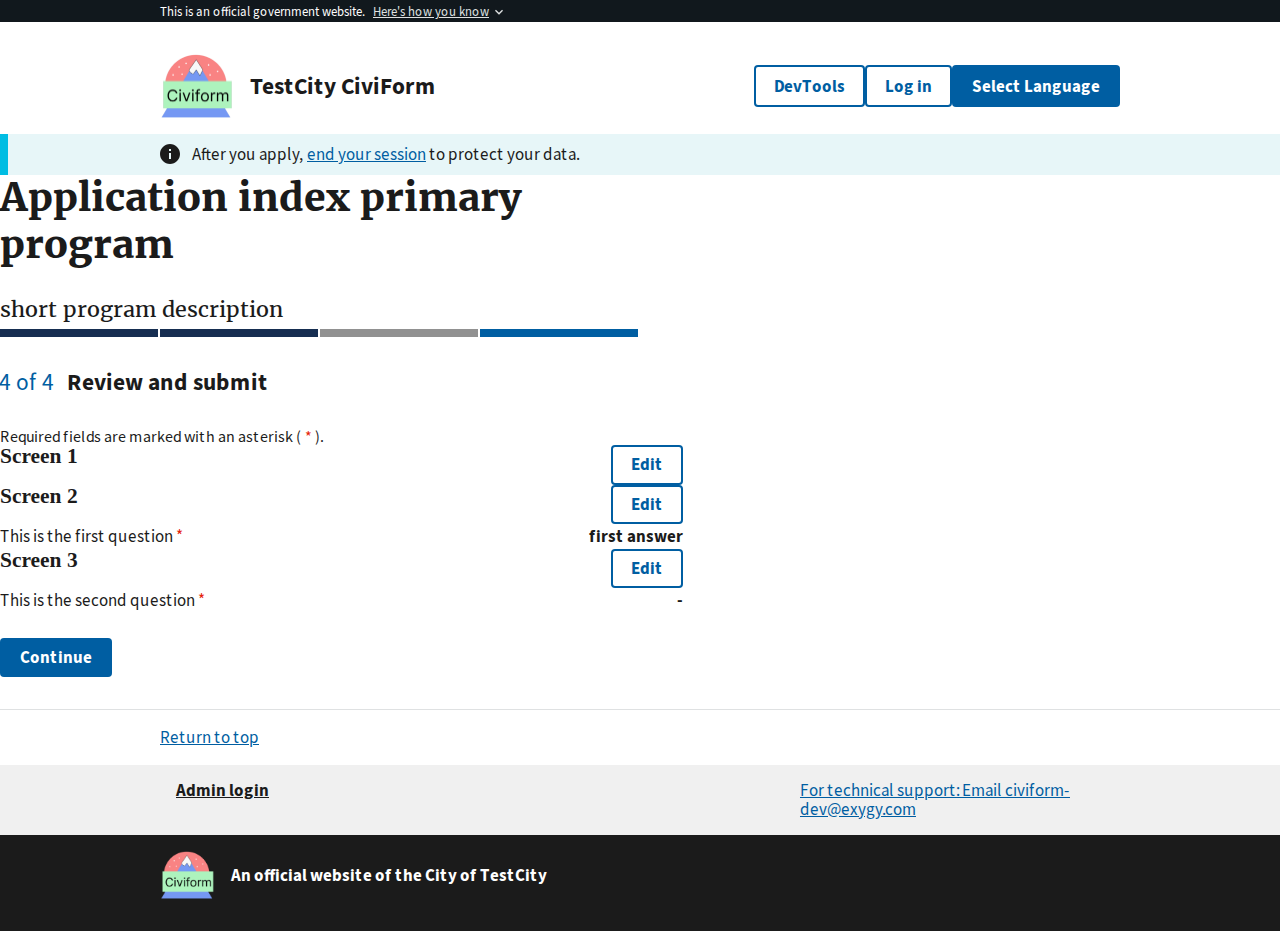 This is an official government website. Here's how you know
Civiform
TestCity CiviForm
DevTools
Log in
Select Language
After you apply, end your session to protect your data.
Application index primary
program
short program description
4 of 4 Review and submit
Required fields are marked with an asterisk ( * ).
Screen 1
Edit
Screen 2
Edit
This is the first question *
first answer
Screen 3
Edit
This is the second question *
-
Continue
Return to top
Admin login
For technical support: Email civiform-
dev@exygy.com
Civiform
An official website of the City of TestCity